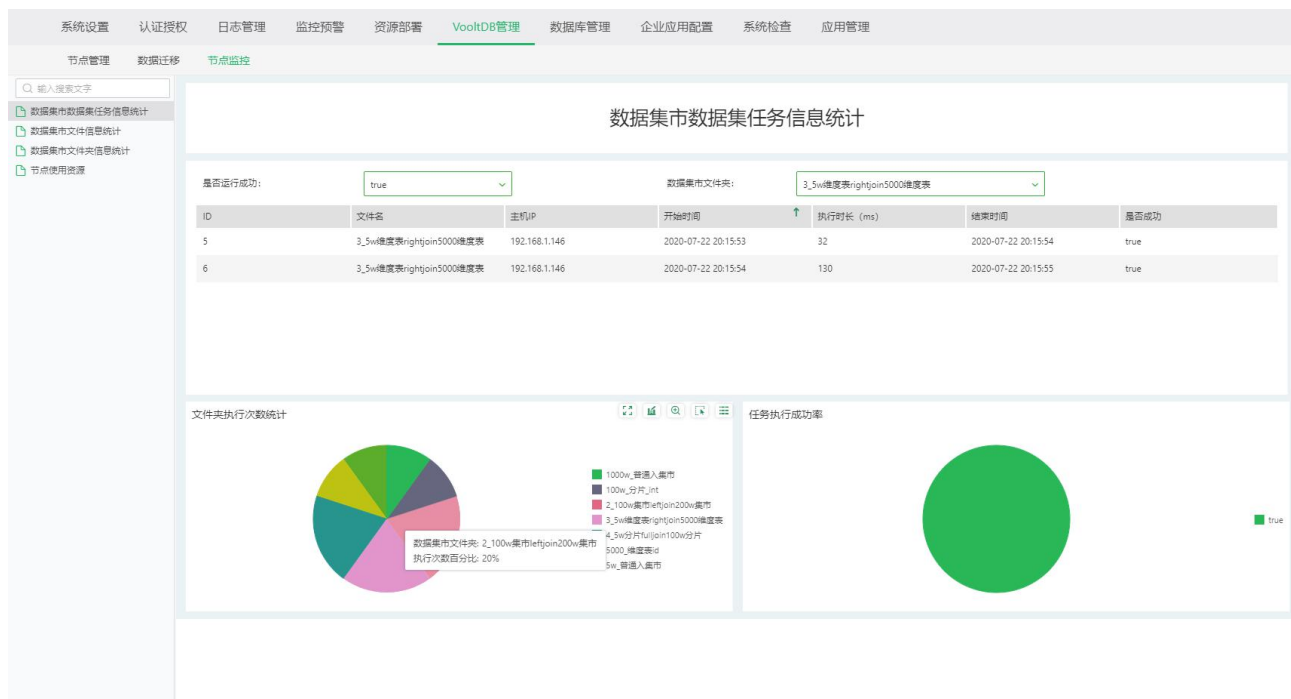 系统设置 认证授权 日志管理 监控预警 资源部署 VooltDB管理 数据库管理 企业应用配置 系统检查 应用管理
节点管理 数据迁移 节点监控
输入搜索文字
数据集市数据集任务信息统计
数据集市文件信息统计
数据集市文件夹信息统计
节点使用资源
数据集市数据集任务信息统计
是否运行成功: true 数据集市文件夹: 3_5w维度表rightjoin5000维度表
ID 文件名 主机IP 开始时间 执行时长 (ms) 结束时间 是否成功
5 3_5w维度表rightjoin5000维度表 192.168.1.146 2020-07-22 20:15:53 32 2020-07-22 20:15:54 true
6 3_5w维度表rightjoin5000维度表 192.168.1.146 2020-07-22 20:15:54 130 2020-07-22 20:15:55 true
文件夹执行次数统计
1000w_普通入集市
100w_分片_int
2_100w集市leftjoin200w集市
3_5w维度表rightjoin5000维度表
4_5w分片fulljoin100w分片
5000_维度表id
5w_普通入集市
数据集市文件夹: 2_100w集市leftjoin200w集市
执行次数百分比: 20%
任务执行成功率
true